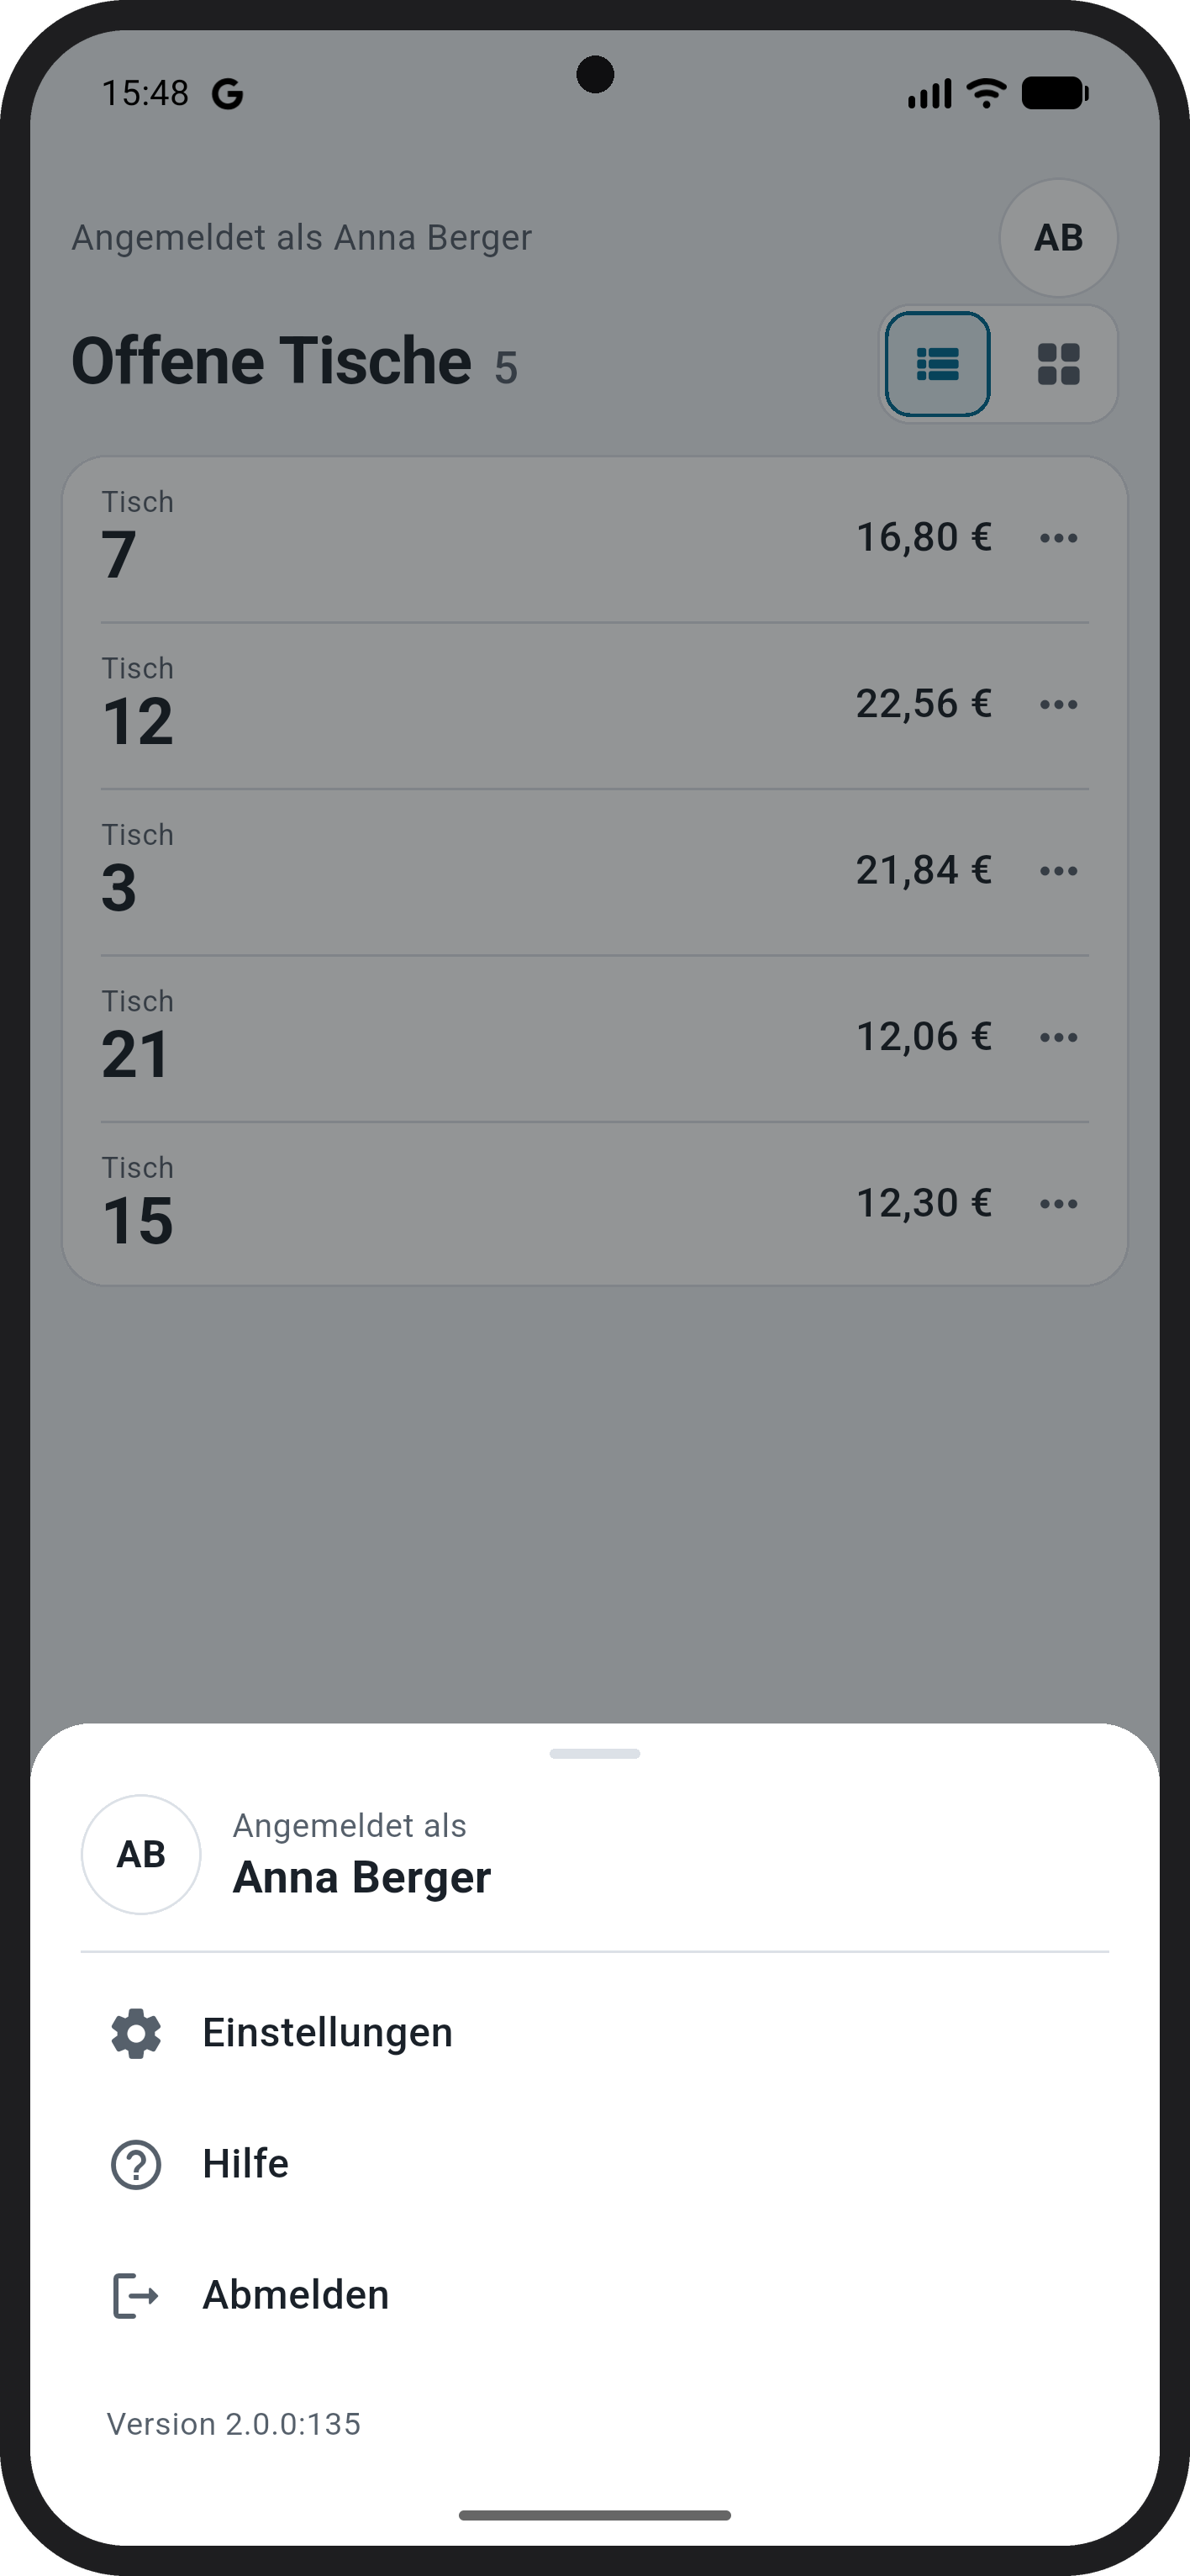 15:48 G
Angemeldet als Anna Berger
AB
Offene Tische 5
Tisch
7
16,80 €
Tisch
12
22,56 €
Tisch
3
21,84 €
Tisch
21
12,06 €
Tisch
15
12,30 €
AB
Angemeldet als
Anna Berger
Einstellungen
Hilfe
Abmelden
Version 2.0.0:135